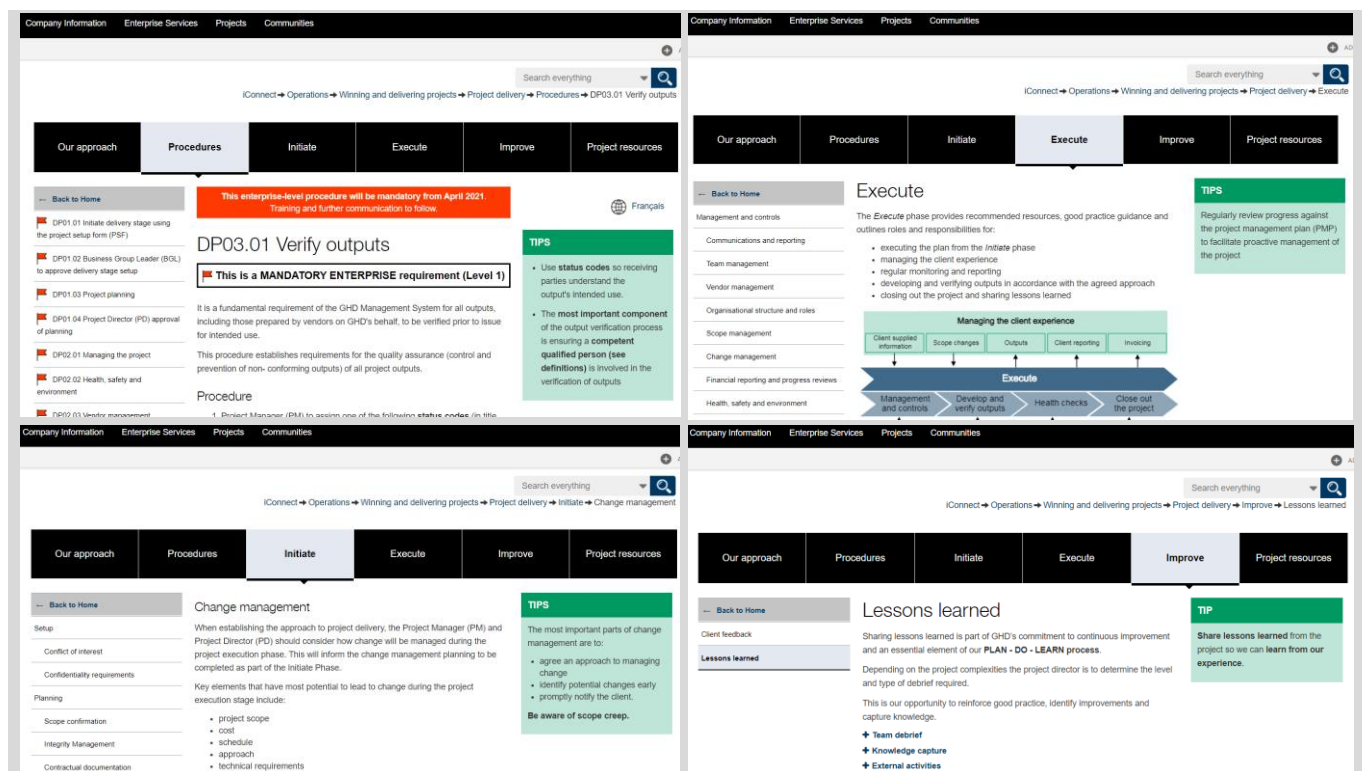 Company Information Enterprise Services Projects Communities
Search everything
iConnect → Operations → Winning and delivering projects → Project delivery → Procedures → DP03.01 Verify outputs
Our approach Procedures Initiate Execute Improve Project resources
← Back to Home
DP01.01 Initiate delivery stage using
the project setup form (PSF)
DP01.02 Business Group Leader (BGL)
to approve delivery stage setup
DP01.03 Project planning
DP01.04 Project Director (PD) approval
of planning
DP02.01 Managing the project
DP02.02 Health, safety and
environment
DP02.03 Vendor management
This enterprise-level procedure will be mandatory from April 2021.
Training and further communication to follow.
Français
DP03.01 Verify outputs
This is a MANDATORY ENTERPRISE requirement (Level 1)
It is a fundamental requirement of the GHD Management System for all outputs,
including those prepared by vendors on GHD's behalf, to be verified prior to issue
for intended use.
This procedure establishes requirements for the quality assurance (control and
prevention of non- conforming outputs) of all project outputs.
Procedure
1. Project Manager (PM) to assign one of the following status codes (in title
TIPS
• Use status codes so receiving
parties understand the
output's intended use.
• The most important component
of the output verification process
is ensuring a competent
qualified person (see
definitions) is involved in the
verification of outputs
Company Information Enterprise Services Projects Communities
AD
Search everything
iConnect → Operations → Winning and delivering projects → Project delivery → Execute
Our approach Procedures Initiate Execute Improve Project resources
← Back to Home
Management and controls
Communications and reporting
Team management
Vendor management
Organisational structure and roles
Scope management
Change management
Financial reporting and progress reviews
Health, safety and environment
Execute
The Execute phase provides recommended resources, good practice guidance and
outlines roles and responsibilities for:
• executing the plan from the Initiate phase
• managing the client experience
• regular monitoring and reporting
• developing and verifying outputs in accordance with the agreed approach
• closing out the project and sharing lessons learned
Managing the client experience
Client supplied
information
Scope changes
Outputs
Client reporting
Invoicing
Execute
Management
and controls
Develop and
verify outputs
Health checks
Close out
the project
TIPS
Regularly review progress against
the project management plan (PMP)
to facilitate proactive management of
the project
Company Information Enterprise Services Projects Communities
Search everything
iConnect → Operations → Winning and delivering projects → Project delivery → Initiate → Change management
Our approach Procedures Initiate Execute Improve Project resources
← Back to Home
Setup
Conflict of interest
Confidentiality requirements
Planning
Scope confirmation
Integrity Management
Contractual documentation
Change management
When establishing the approach to project delivery, the Project Manager (PM) and
Project Director (PD) should consider how change will be managed during the
project execution phase. This will inform the change management planning to be
completed as part of the Initiate Phase.
Key elements that have most potential to lead to change during the project
execution stage include:
• project scope
• cost
• schedule
• approach
• technical requirements
TIPS
The most important parts of change
management are to:
• agree an approach to managing
change
• identify potential changes early
• promptly notify the client.
Be aware of scope creep.
Company Information Enterprise Services Projects Communities
Search everything
iConnect → Operations → Winning and delivering projects → Project delivery → Improve → Lessons learned
Our approach Procedures Initiate Execute Improve Project resources
← Back to Home
Client feedback
Lessons learned
Lessons learned
Sharing lessons learned is part of GHD's commitment to continuous improvement
and an essential element of our PLAN - DO - LEARN process.
Depending on the project complexities the project director is to determine the level
and type of debrief required.
This is our opportunity to reinforce good practice, identify improvements and
capture knowledge.
+ Team debrief
+ Knowledge capture
+ External activities
TIP
Share lessons learned from the
project so we can learn from our
experience.